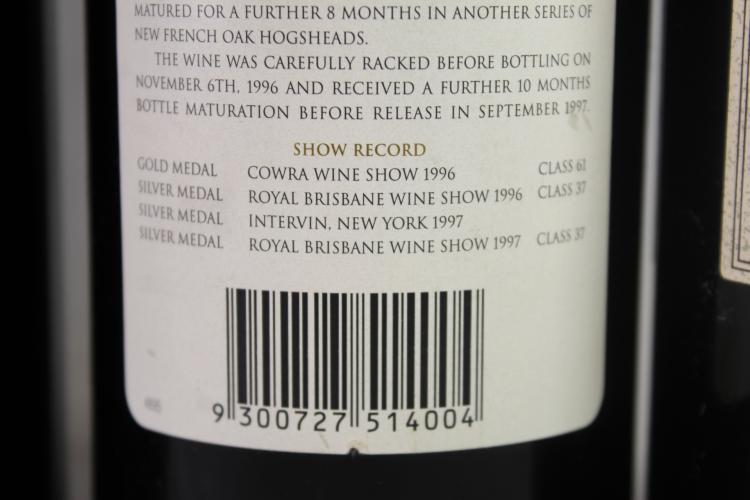 MATURED FOR A FURTHER 8 MONTHS IN ANOTHER SERIES OF
NEW FRENCH OAK HOGSHEADS.
THE WINE WAS CAREFULLY RACKED BEFORE BOTTLING ON
NOVEMBER 6TH, 1996 AND RECEIVED A FURTHER 10 MONTHS
BOTTLE MATURATION BEFORE RELEASE IN SEPTEMBER 1997.
SHOW RECORD
GOLD MEDAL COWRA WINE SHOW 1996 CLASS 61
SILVER MEDAL ROYAL BRISBANE WINE SHOW 1996 CLASS 37
SILVER MEDAL INTERVIN, NEW YORK 1997
SILVER MEDAL ROYAL BRISBANE WINE SHOW 1997 CLASS 37
9 300727 514004